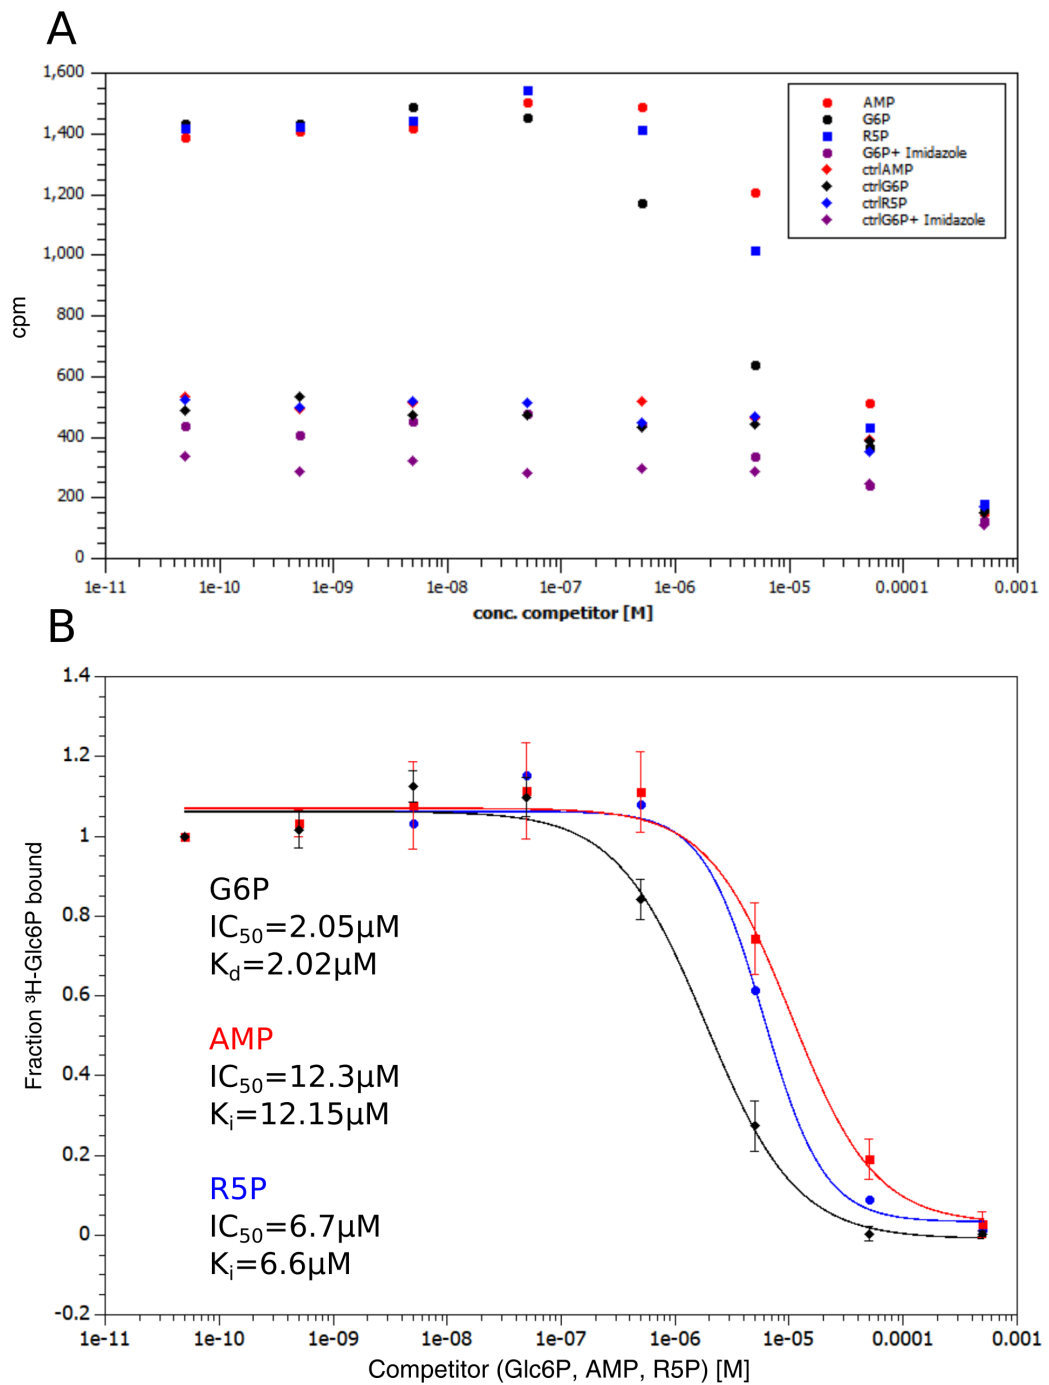 A
1,600
1,400
1,200
1,000
800
600
400
200
0
cpm
AMP
G6P
R5P
G6P+ Imidazole
ctrlAMP
ctrlG6P
ctrlR5P
ctrlG6P+ Imidazole
1e-11 1e-10 1e-09 1e-08 1e-07 1e-06 1e-05 0.0001 0.001
conc. competitor [M]
B
1.4
1.2
1
0.8
0.6
0.4
0.2
0
-0.2
Fraction ³H-Glc6P bound
G6P
IC₅₀=2.05µM
K_d=2.02µM
AMP
IC₅₀=12.3µM
Kᵢ=12.15µM
R5P
IC₅₀=6.7µM
Kᵢ=6.6µM
1e-11 1e-10 1e-09 1e-08 1e-07 1e-06 1e-05 0.0001 0.001
Competitor (Glc6P, AMP, R5P) [M]